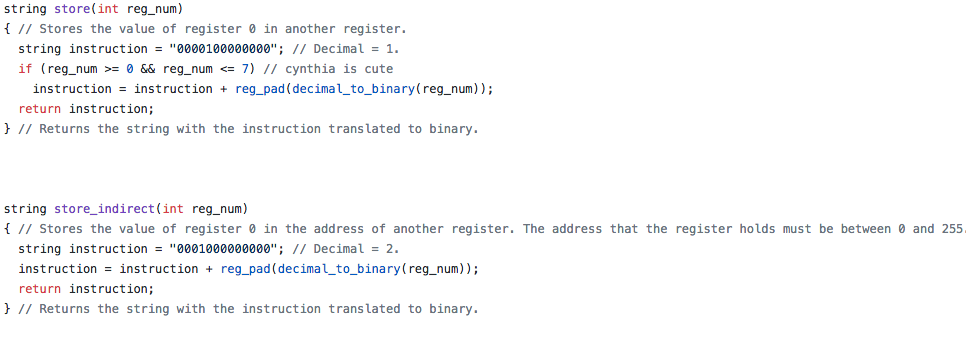 string store(int reg_num)
{ // Stores the value of register 0 in another register.
  string instruction = "0000100000000"; // Decimal = 1.
  if (reg_num >= 0 && reg_num <= 7) // cynthia is cute
    instruction = instruction + reg_pad(decimal_to_binary(reg_num));
  return instruction;
} // Returns the string with the instruction translated to binary.
string store_indirect(int reg_num)
{ // Stores the value of register 0 in the address of another register. The address that the register holds must be between 0 and 255.
  string instruction = "0001000000000"; // Decimal = 2.
  instruction = instruction + reg_pad(decimal_to_binary(reg_num));
  return instruction;
} // Returns the string with the instruction translated to binary.